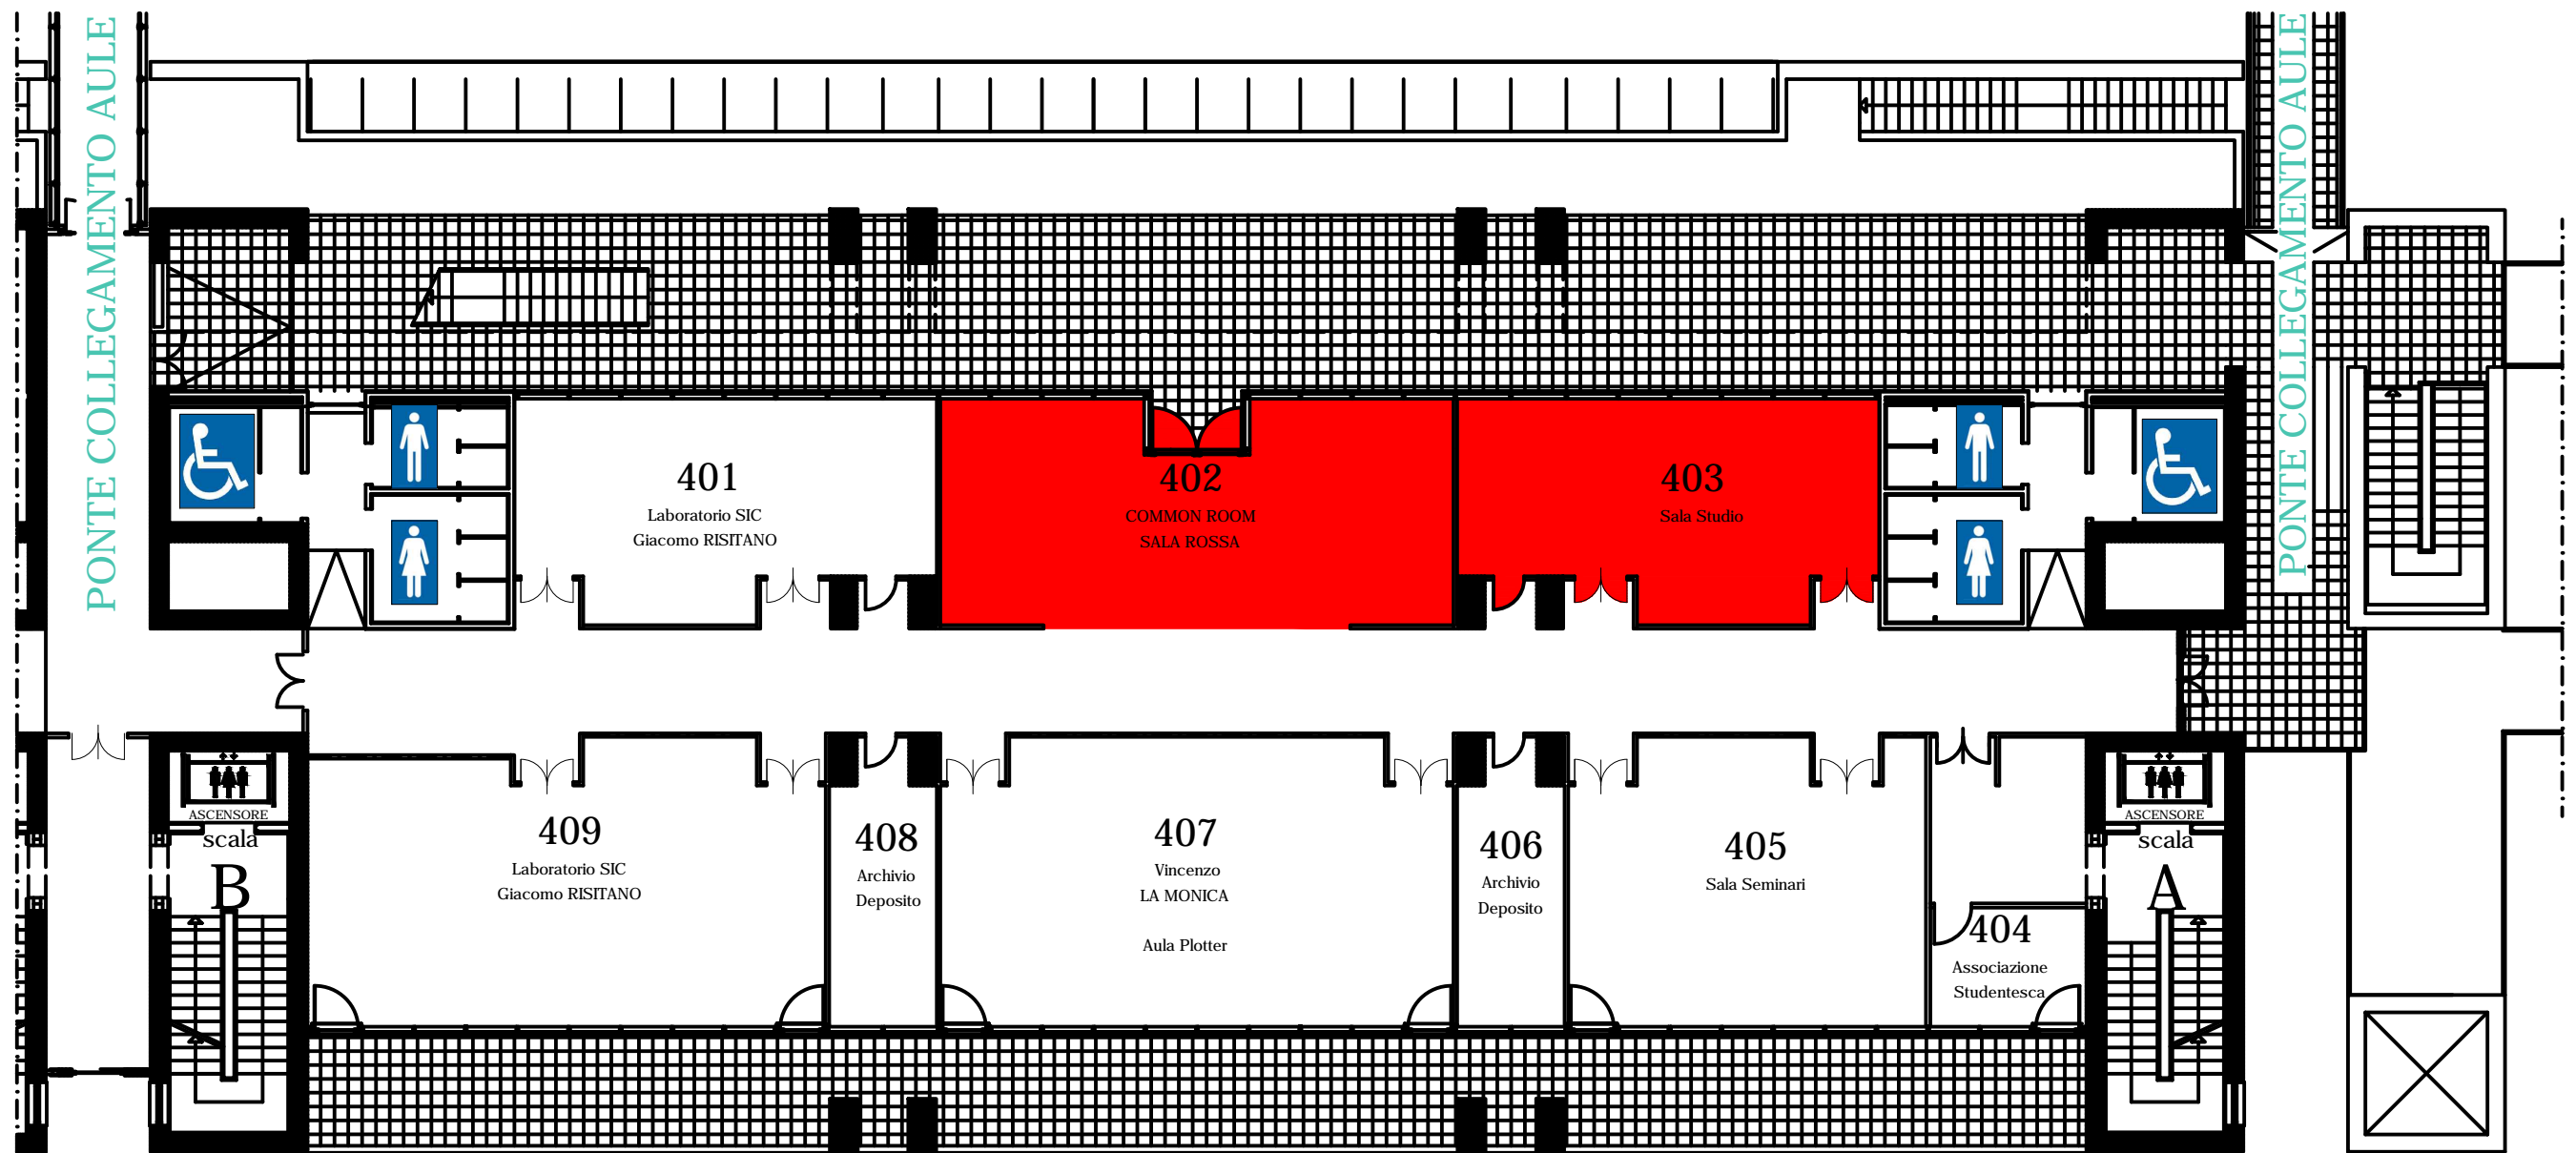 PONTE COLLEGAMENTO AULE
PONTE COLLEGAMENTO AULE
401
Laboratorio SIC
Giacomo RISITANO
402
COMMON ROOM
SALA ROSSA
403
Sala Studio
ASCENSORE
scala
B
409
Laboratorio SIC
Giacomo RISITANO
408
Archivio
Deposito
407
Vincenzo
LA MONICA
Aula Plotter
406
Archivio
Deposito
405
Sala Seminari
404
Associazione
Studentesca
ASCENSORE
scala
A